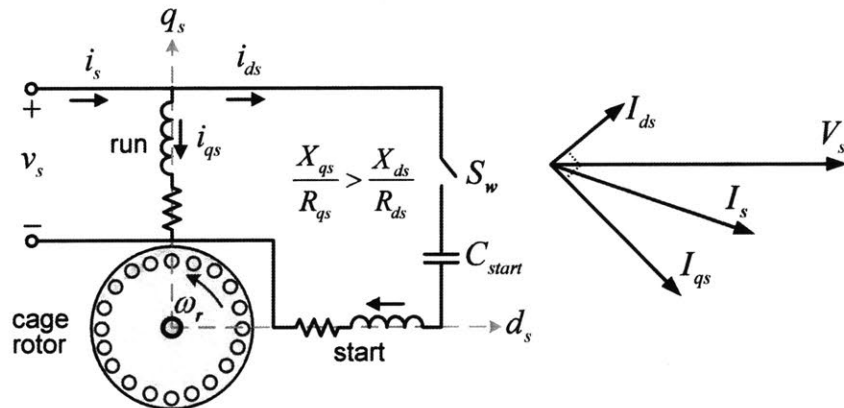 q_s
i_s
i_ds
+
run
i_qs
v_s
X_qs / R_qs > X_ds / R_ds
S_w
−
C_start
cage
rotor
ω_r
start
d_s
I_ds
V_s
I_s
I_qs